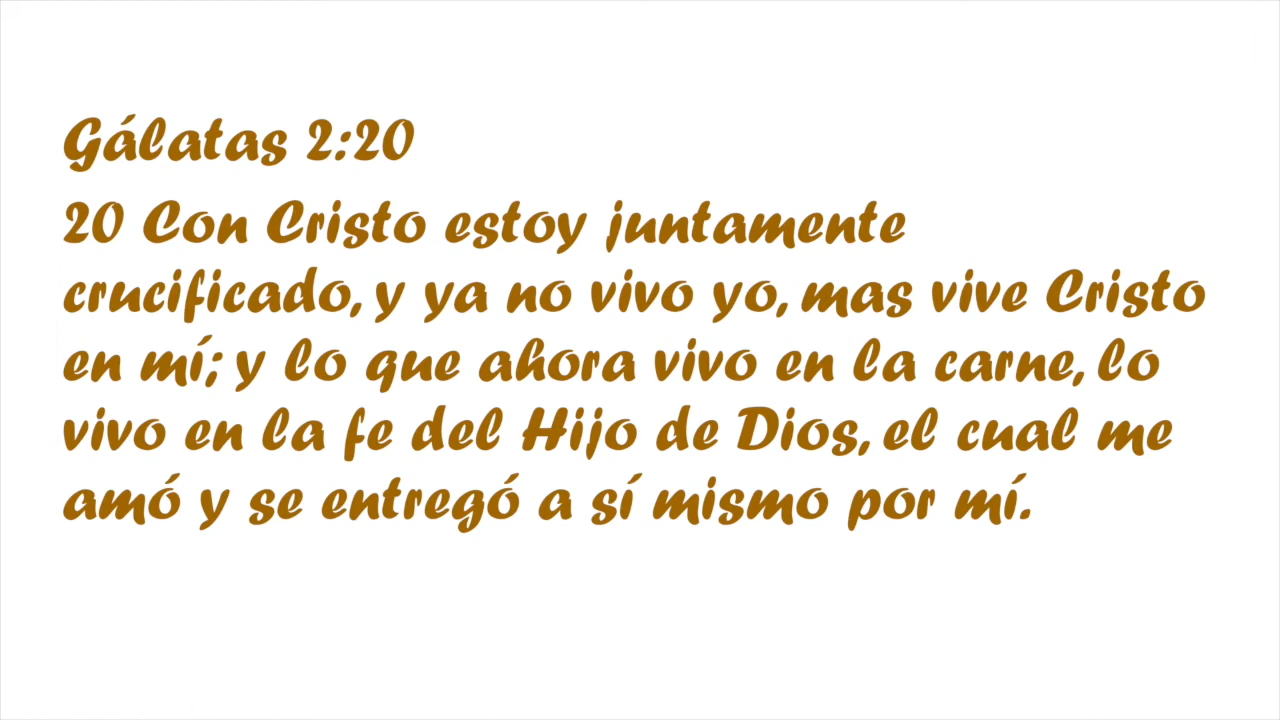 Gálatas 2:20
20 Con Cristo estoy juntamente
crucificado, y ya no vivo yo, mas vive Cristo
en mí; y lo que ahora vivo en la carne, lo
vivo en la fe del Hijo de Dios, el cual me
amó y se entregó a sí mismo por mí.